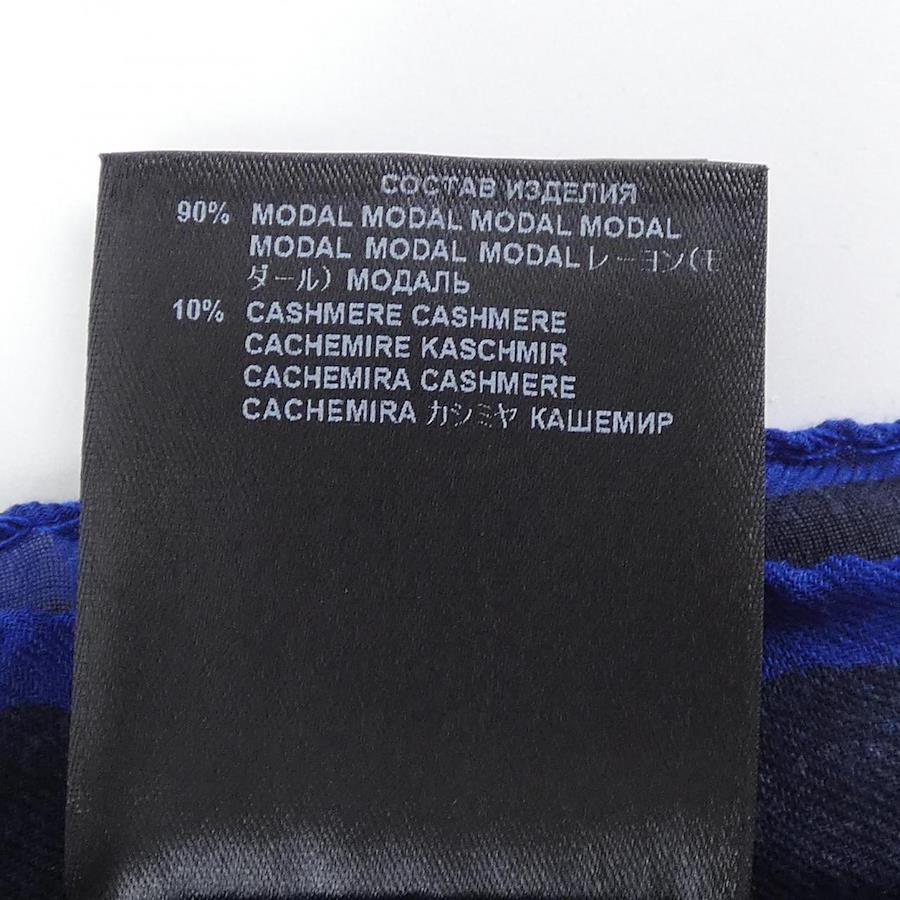 СОСТАВ ИЗДЕЛИЯ
90% MODAL MODAL MODAL MODAL
MODAL MODAL MODAL レーヨン(モ
ダール) МОДАЛЬ
10% CASHMERE CASHMERE
CACHEMIRE KASCHMIR
CACHEMIRA CASHMERE
CACHEMIRA カシミヤ КАШЕМИР